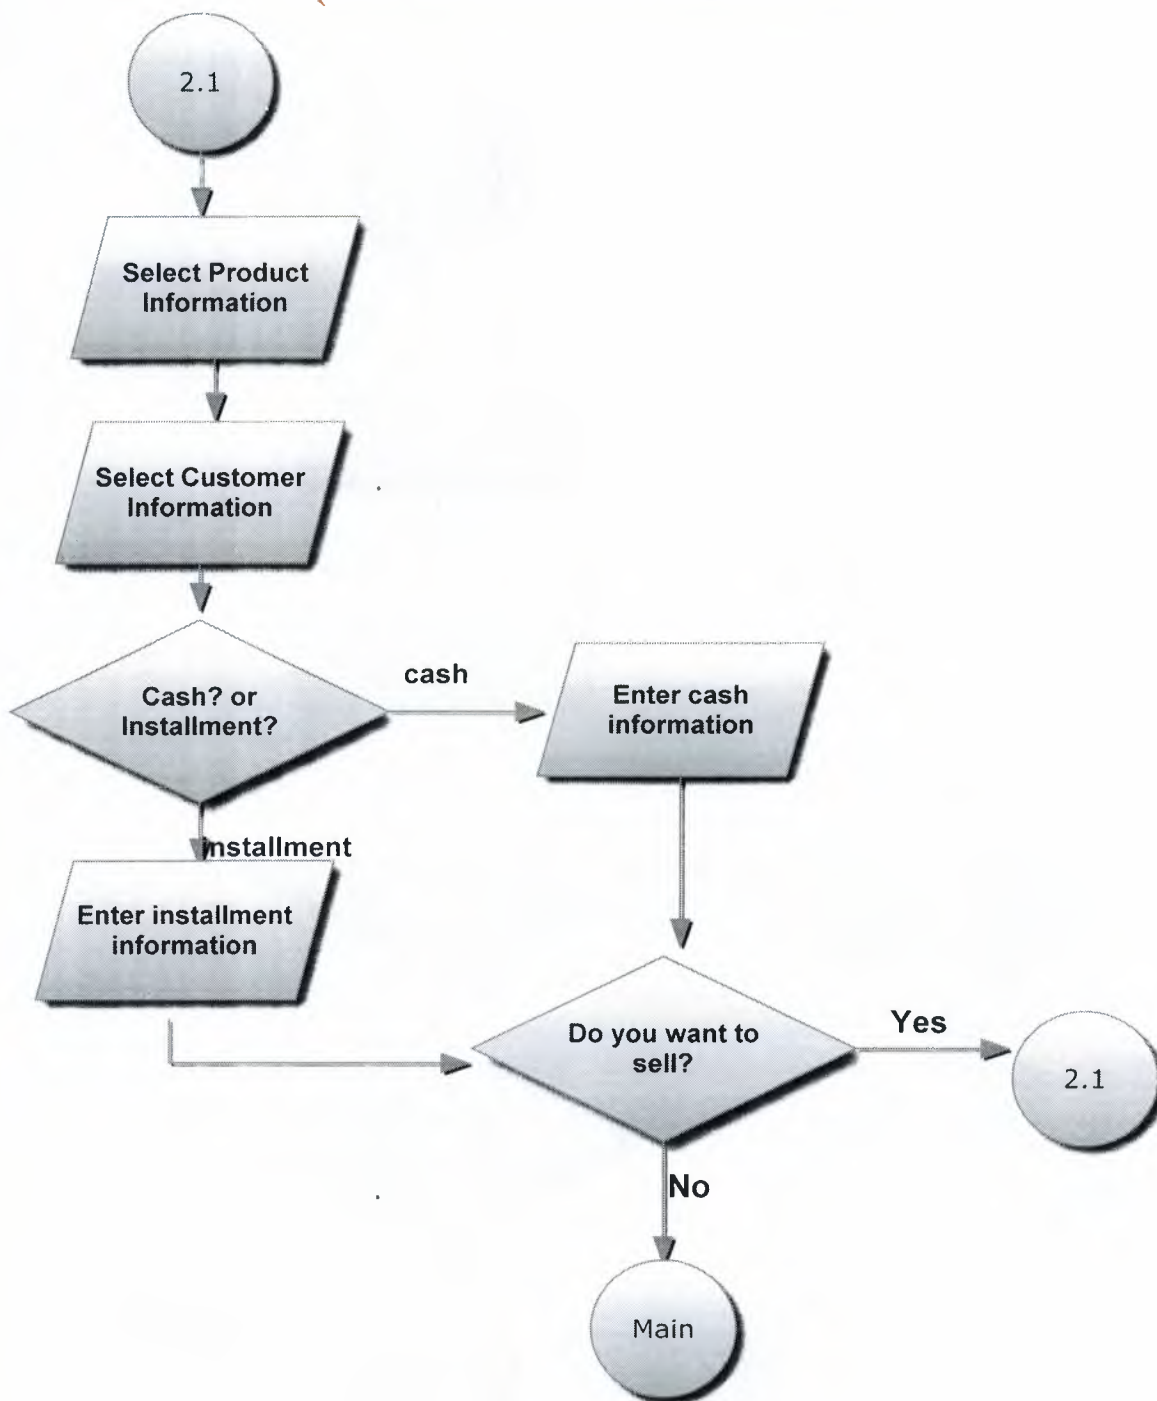 2.1
Select Product
Information
Select Customer
Information
Cash? or
Installment?
cash
Enter cash
information
installment
Enter installment
information
Do you want to
sell?
Yes
2.1
No
Main